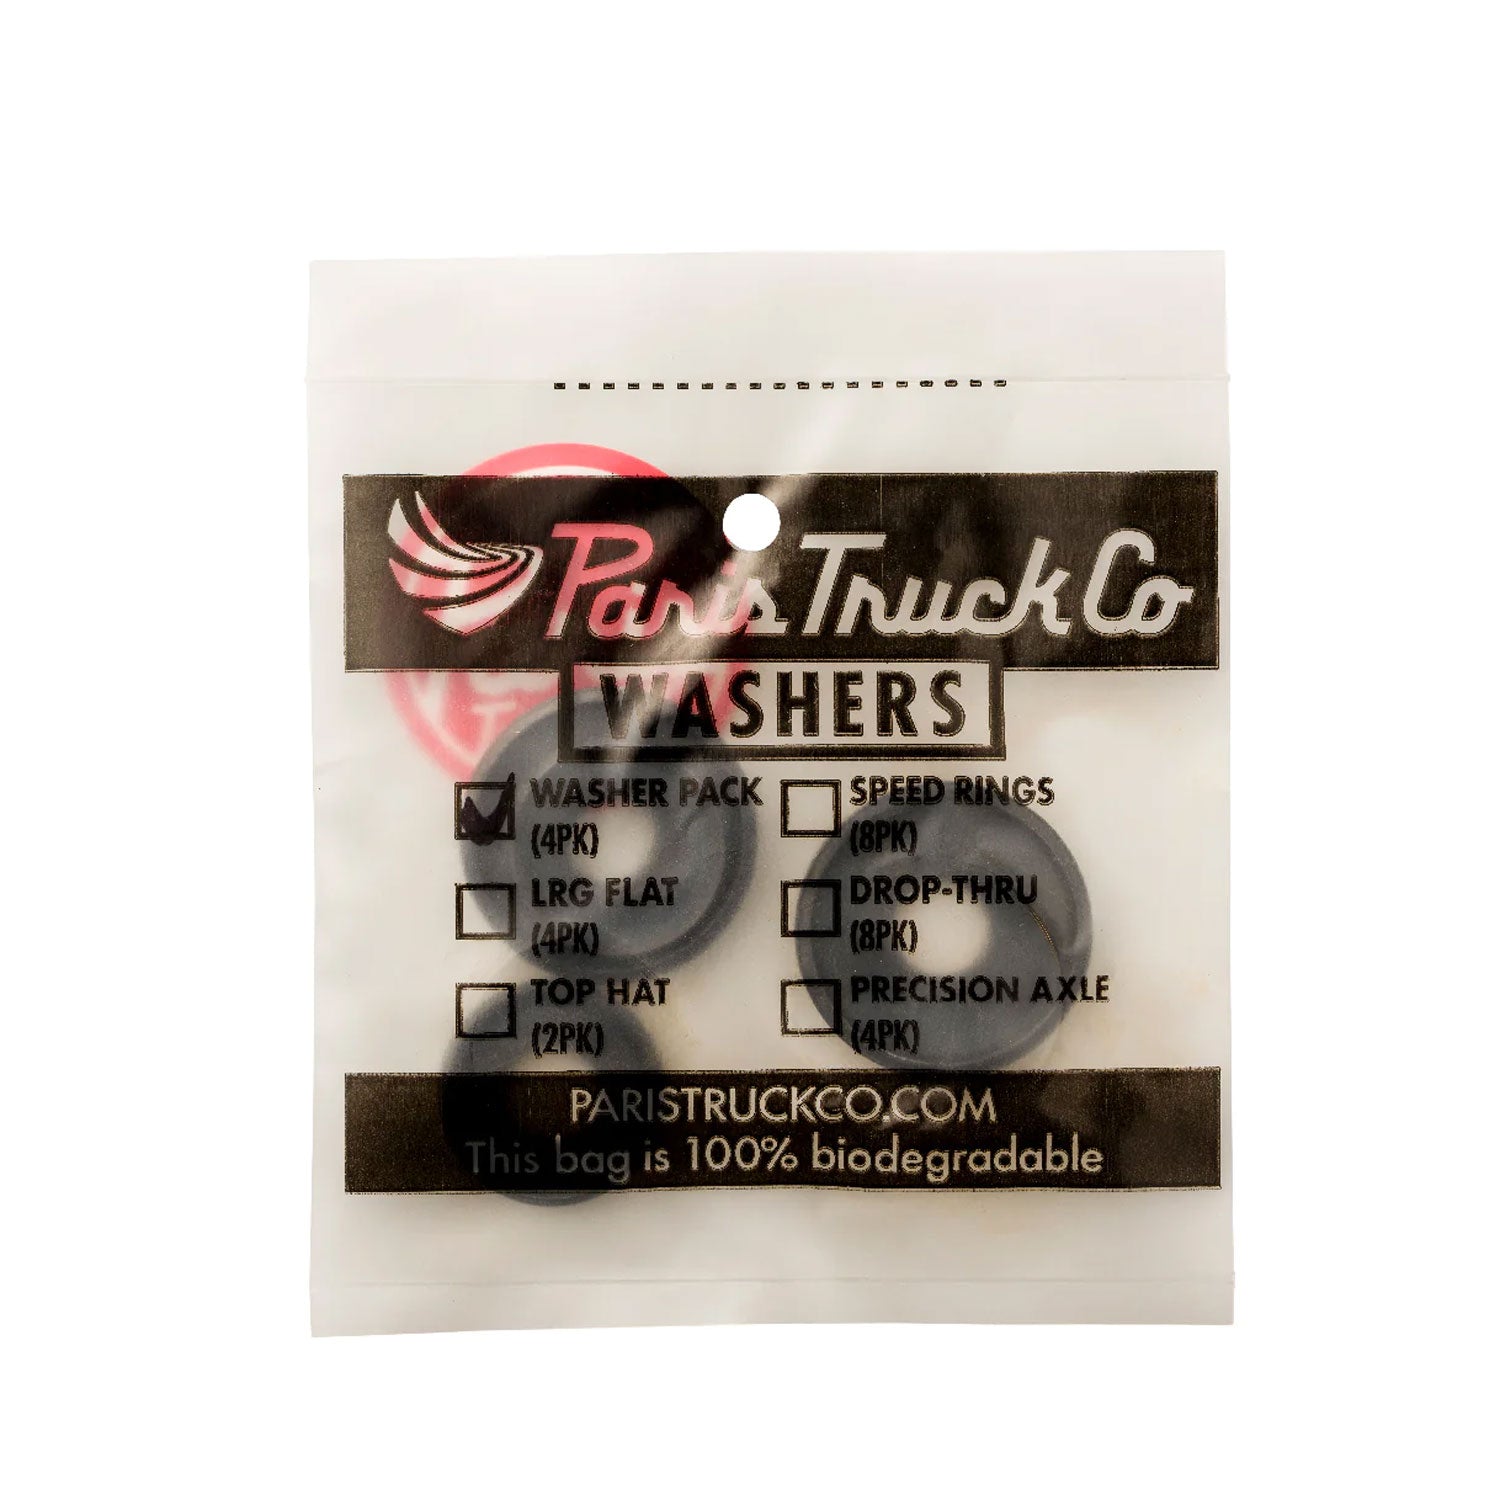 Paris Truck Co
WASHERS
WASHER PACK
(4PK)
LRG FLAT
(4PK)
TOP HAT
(2PK)
SPEED RINGS
(8PK)
DROP-THRU
(8PK)
PRECISION AXLE
(4PK)
PARISTRUCKCO.COM
This bag is 100% biodegradable